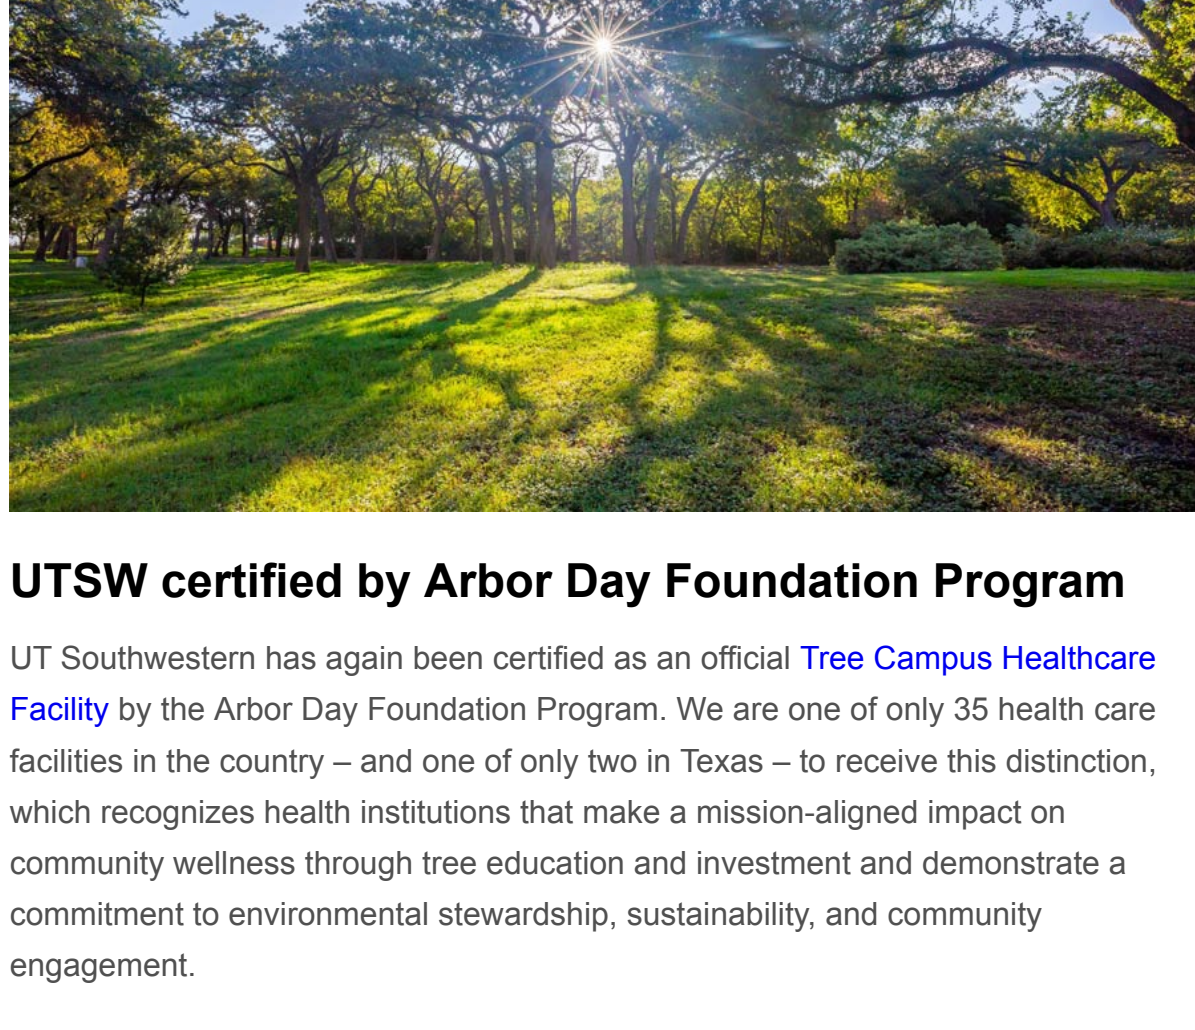 UTSW certified by Arbor Day Foundation Program
UT Southwestern has again been certified as an official Tree Campus Healthcare
Facility by the Arbor Day Foundation Program. We are one of only 35 health care
facilities in the country – and one of only two in Texas – to receive this distinction,
which recognizes health institutions that make a mission-aligned impact on
community wellness through tree education and investment and demonstrate a
commitment to environmental stewardship, sustainability, and community
engagement.